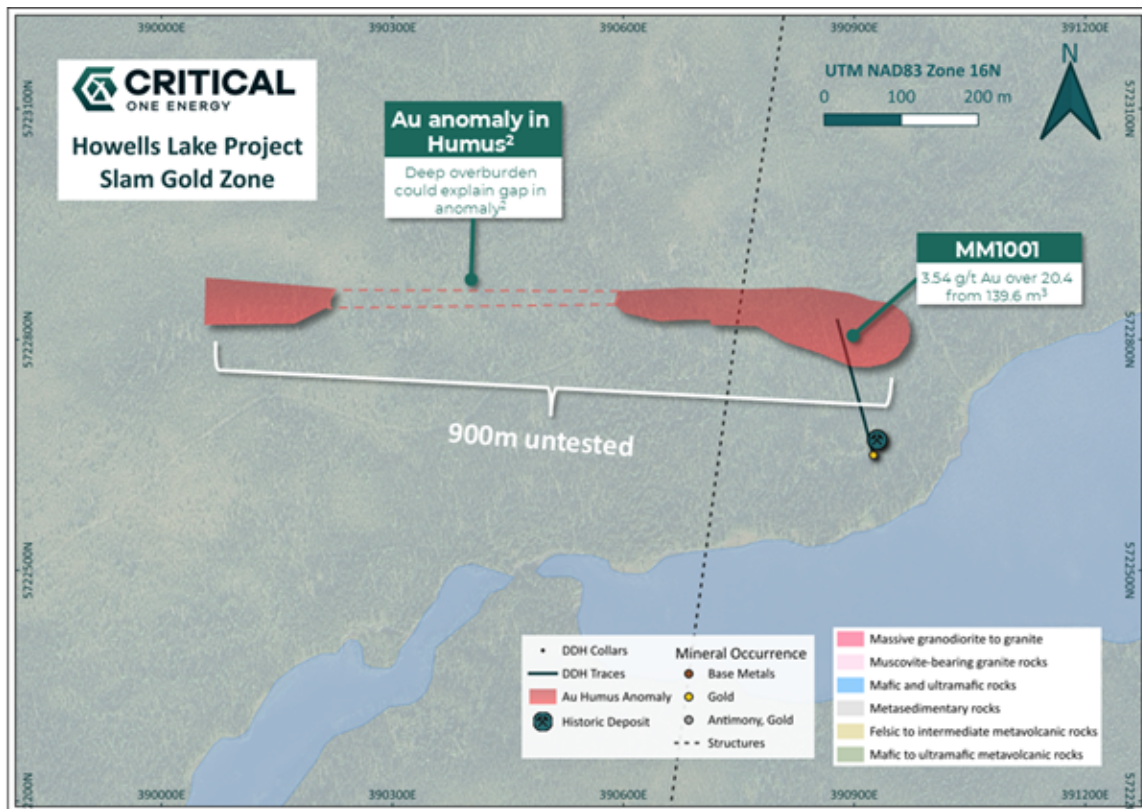 390000E 390300E 390600E 390900E 391200E
CRITICAL
ONE ENERGY
Howells Lake Project
Slam Gold Zone
UTM NAD83 Zone 16N
0 100 200 m
N
5723100N 5723100N
Au anomaly in
Humus²
Deep overburden
could explain gap in
anomaly²
MM1001
3.54 g/t Au over 20.4
from 139.6 m³
5722800N 5722800N
900m untested
5722500N 5722500N
DDH Collars
DDH Traces
Au Humus Anomaly
Historic Deposit
Mineral Occurrence
Base Metals
Gold
Antimony, Gold
Structures
Massive granodiorite to granite
Muscovite-bearing granite rocks
Mafic and ultramafic rocks
Metasedimentary rocks
Felsic to intermediate metavolcanic rocks
Mafic to ultramafic metavolcanic rocks
390000E 390300E 390600E 390900E 391200E